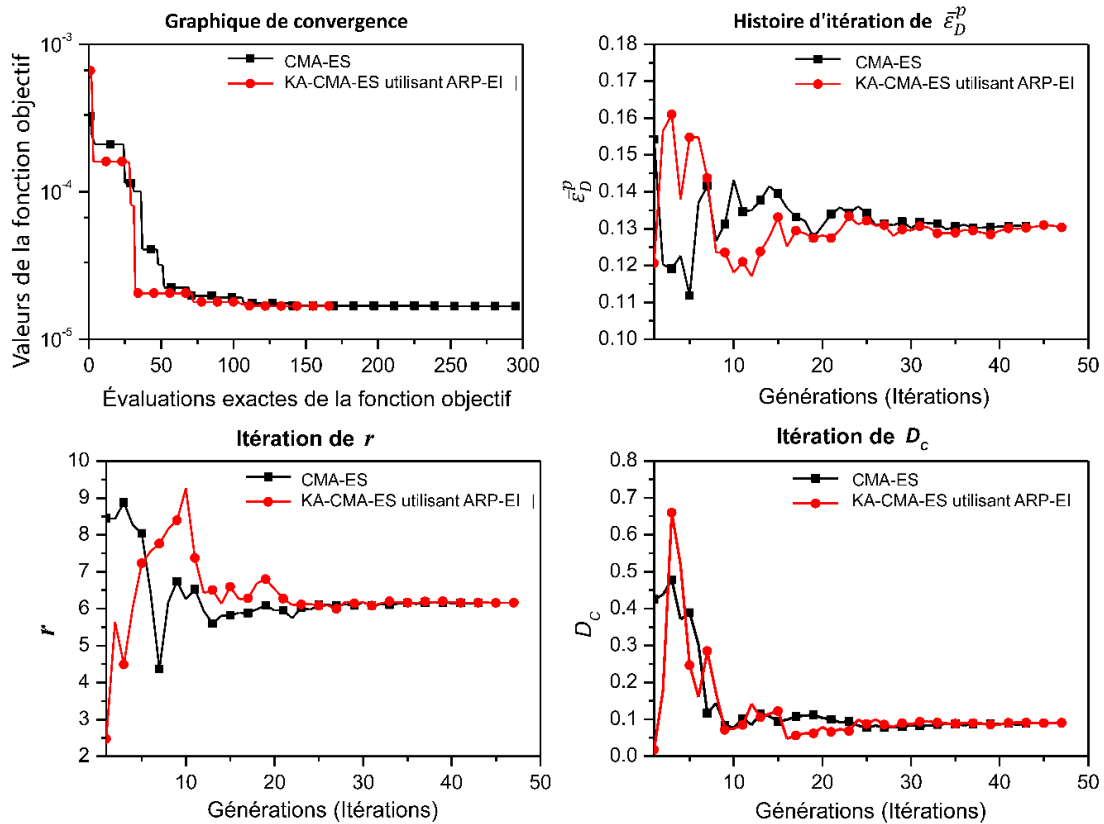 Graphique de convergence
10⁻³
10⁻⁴
10⁻⁵
Valeurs de la fonction objectif
CMA-ES
KA-CMA-ES utilisant ARP-EI |
0 50 100 150 200 250 300
Évaluations exactes de la fonction objectif
Histoire d'itération de ε̄ᵖ_D
0.18
0.17
0.16
0.15
0.14
0.13
0.12
0.11
0.10
ε̄ᵖ_D
CMA-ES
KA-CMA-ES utilisant ARP-EI |
10 20 30 40 50
Générations (Itérations)
Itération de r
10
9
8
7
6
5
4
3
2
r
CMA-ES
KA-CMA-ES utilisant ARP-EI |
10 20 30 40 50
Générations (Itérations)
Itération de D_c
0.8
0.7
0.6
0.5
0.4
0.3
0.2
0.1
0.0
D_c
CMA-ES
KA-CMA-ES utilisant ARP-EI |
10 20 30 40 50
Générations (Itérations)